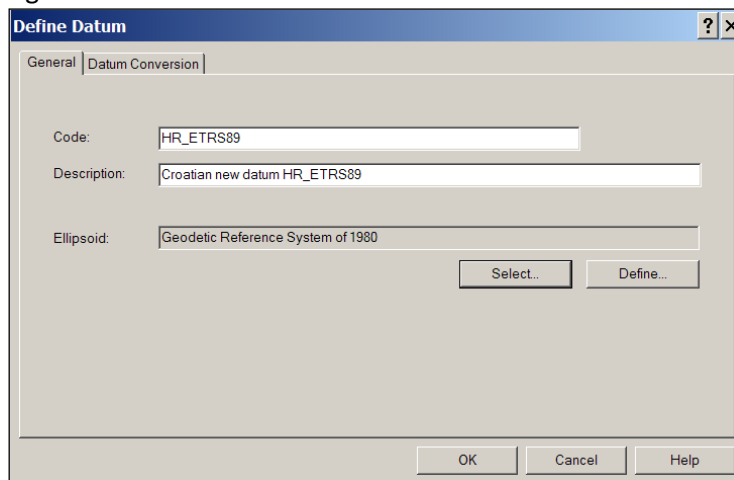 Define Datum ? ×
General Datum Conversion
Code: HR_ETRS89
Description: Croatian new datum HR_ETRS89
Ellipsoid: Geodetic Reference System of 1980
Select... Define...
OK Cancel Help